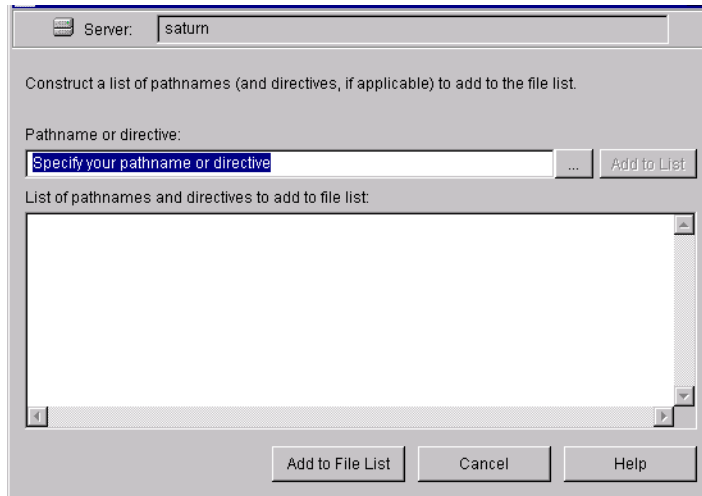 Server: saturn
Construct a list of pathnames (and directives, if applicable) to add to the file list.
Pathname or directive:
Specify your pathname or directive ... Add to List
List of pathnames and directives to add to file list:
Add to File List Cancel Help